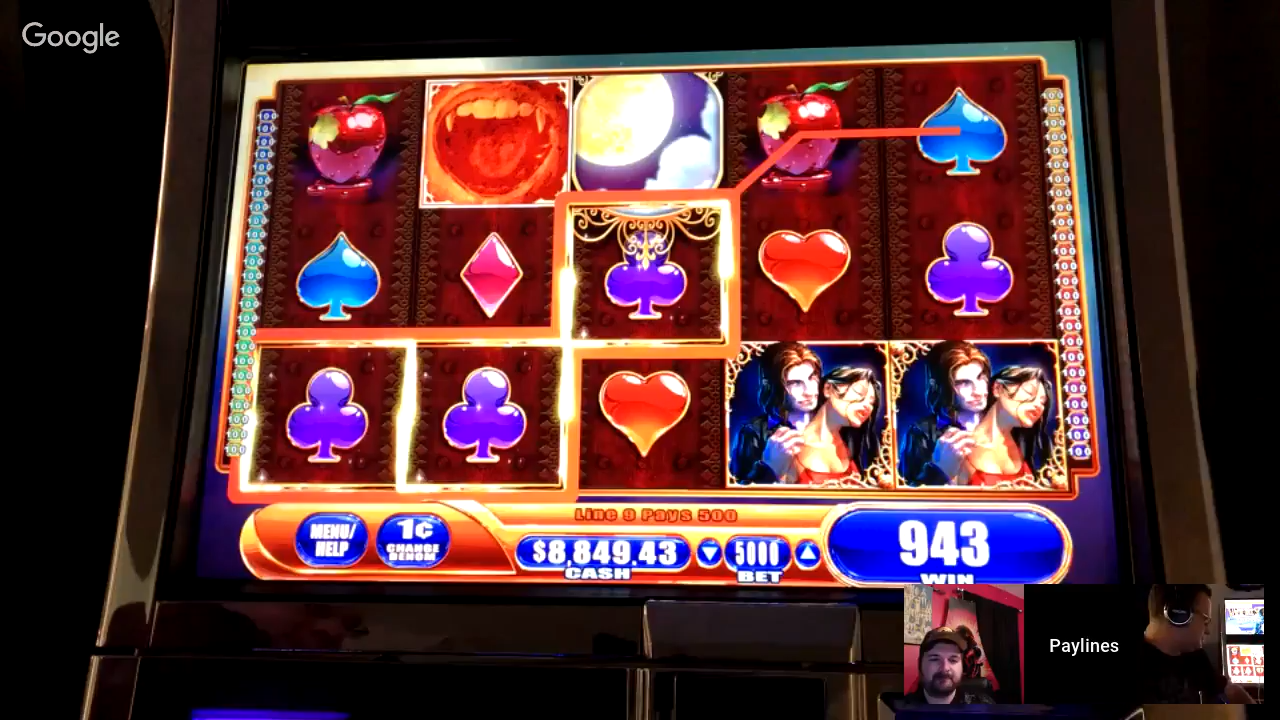 Google
Line 9 Pays 500
MENU/
HELP
1¢
CHANGE
DENOM
$8,849.43
CASH
5000
BET
943
WIN
Paylines